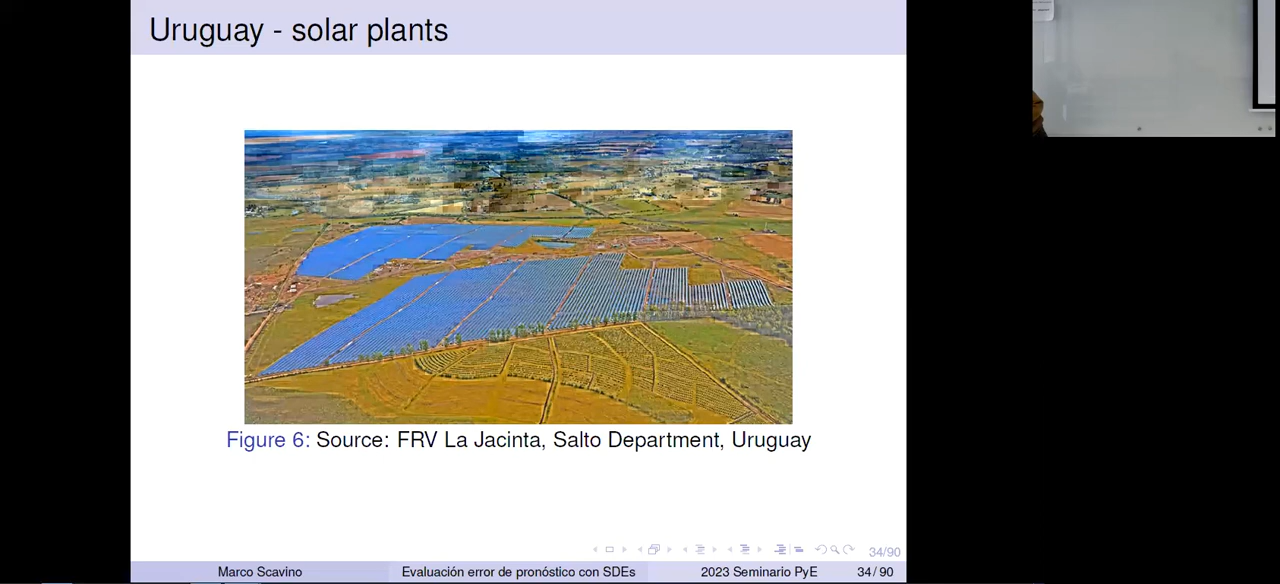 Uruguay - solar plants
Figure 6: Source: FRV La Jacinta, Salto Department, Uruguay
34/90
Marco Scavino Evaluación error de pronóstico con SDEs 2023 Seminario PyE 34 / 90